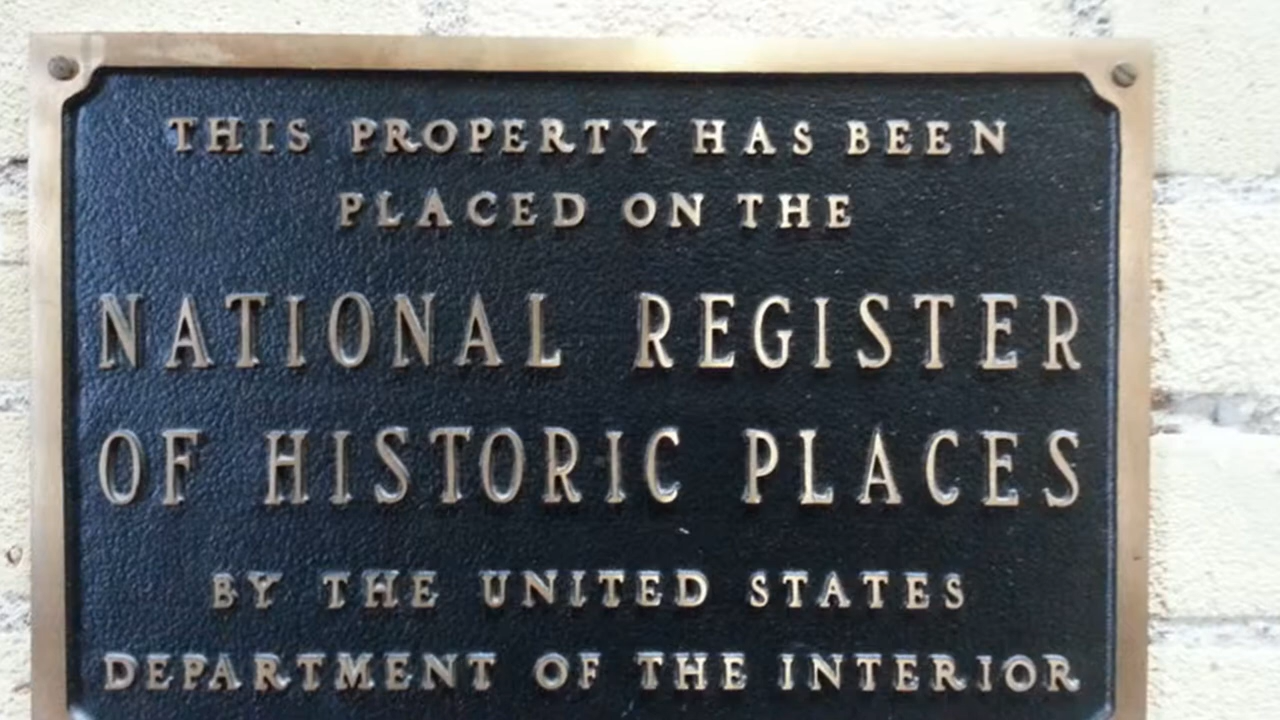 THIS PROPERTY HAS BEEN
PLACED ON THE
NATIONAL REGISTER
OF HISTORIC PLACES
BY THE UNITED STATES
DEPARTMENT OF THE INTERIOR